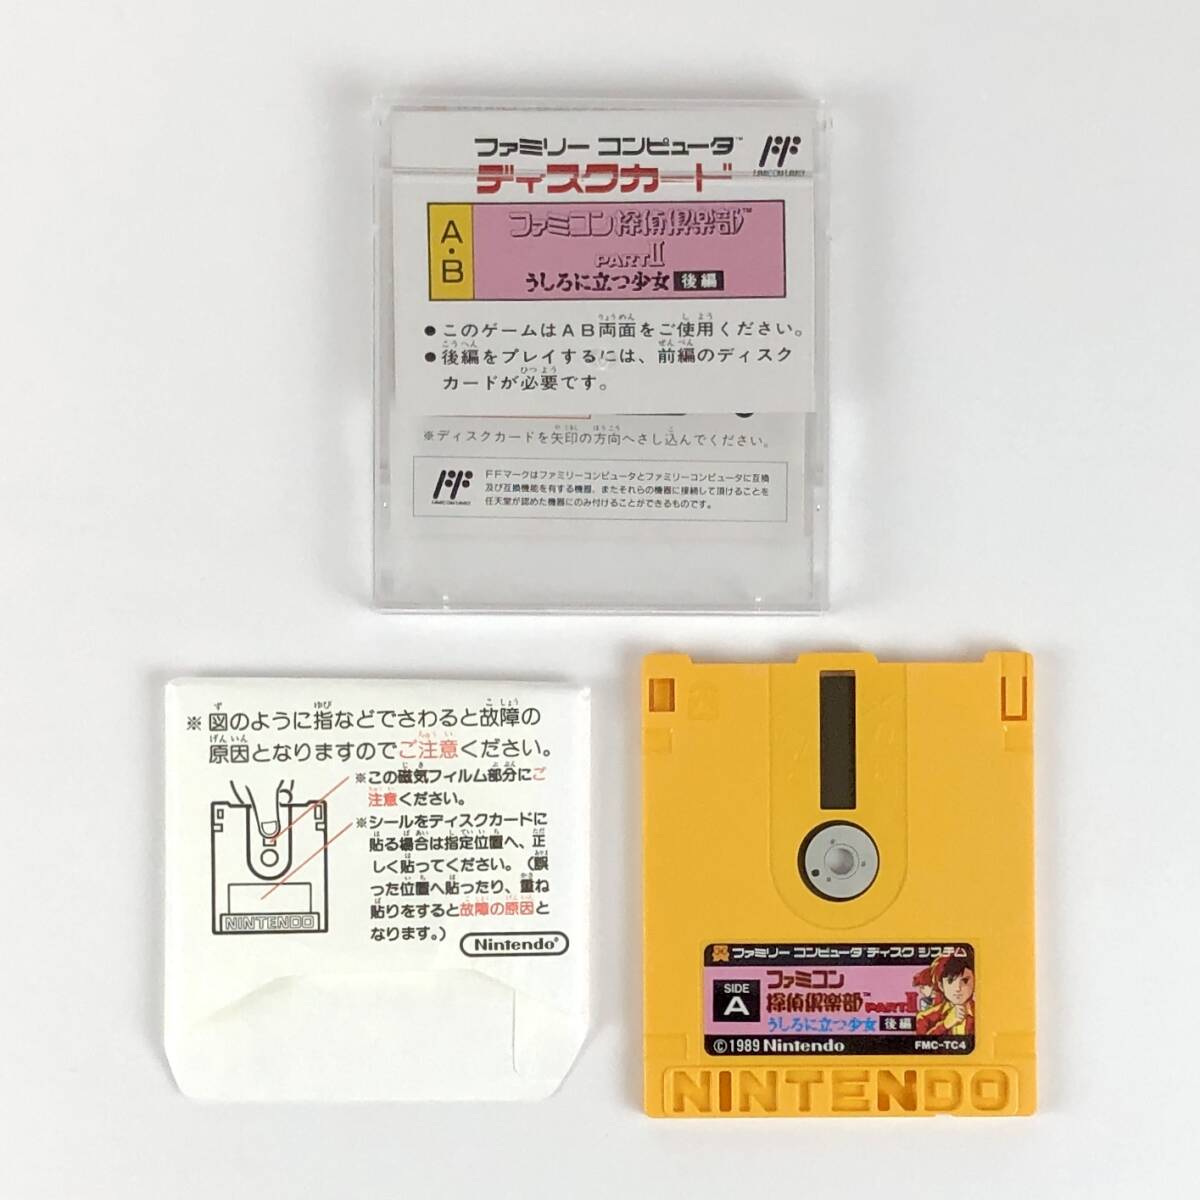 ファミリー コンピュータ™
ディスクカード
FAMICOM FAMILY
A・B
ファミコン探偵倶楽部™
PART II
うしろに立つ少女 後編
●このゲームはAB両面をご使用ください。
●後編をプレイするには、前編のディスク
カードが必要です。
※ディスクカードを矢印の方向へさし込んでください。
FFマークはファミリーコンピュータとファミリーコンピュータに互換
及び互換機能を有する機器、またそれらの機器に接続して頂けることを
任天堂が認めた機器にのみ付けることができるものです。
FAMICOM FAMILY
※図のように指などでさわると故障の
原因となりますのでご注意ください。
※この磁気フィルム部分にご
注意ください。
※シールをディスクカードに
貼る場合は指定位置へ、正
しく貼ってください。(誤
った位置へ貼ったり、重ね
貼りをすると故障の原因と
なります。)
NINTENDO
Nintendo®
ファミリー コンピュータ™ ディスク システム
SIDE
A
ファミコン
探偵倶楽部™ PART II
うしろに立つ少女 後編
©1989 Nintendo
FMC-TC4
NINTENDO